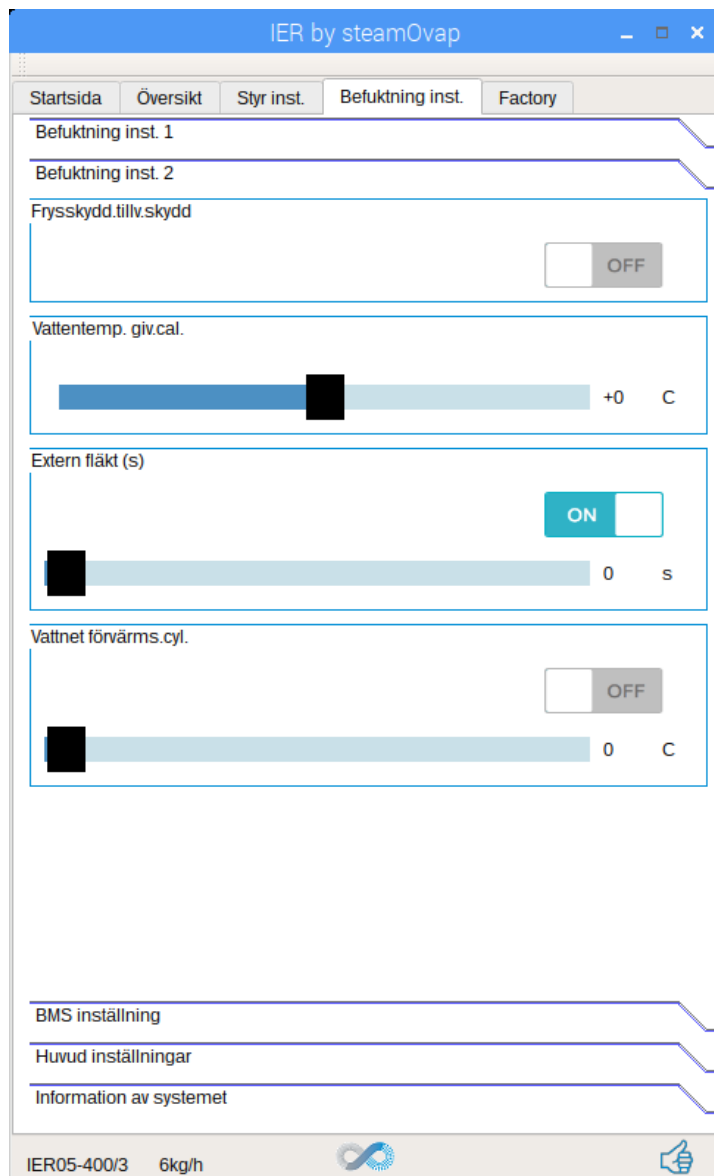 IER by steamOvap
Startsida Översikt Styr inst. Befuktning inst. Factory
Befuktning inst. 1
Befuktning inst. 2
Frysskydd.tillv.skydd
OFF
Vattentemp. giv.cal.
+0 C
Extern fläkt (s)
ON
0 s
Vattnet förvärms.cyl.
OFF
0 C
BMS inställning
Huvud inställningar
Information av systemet
IER05-400/3 6kg/h